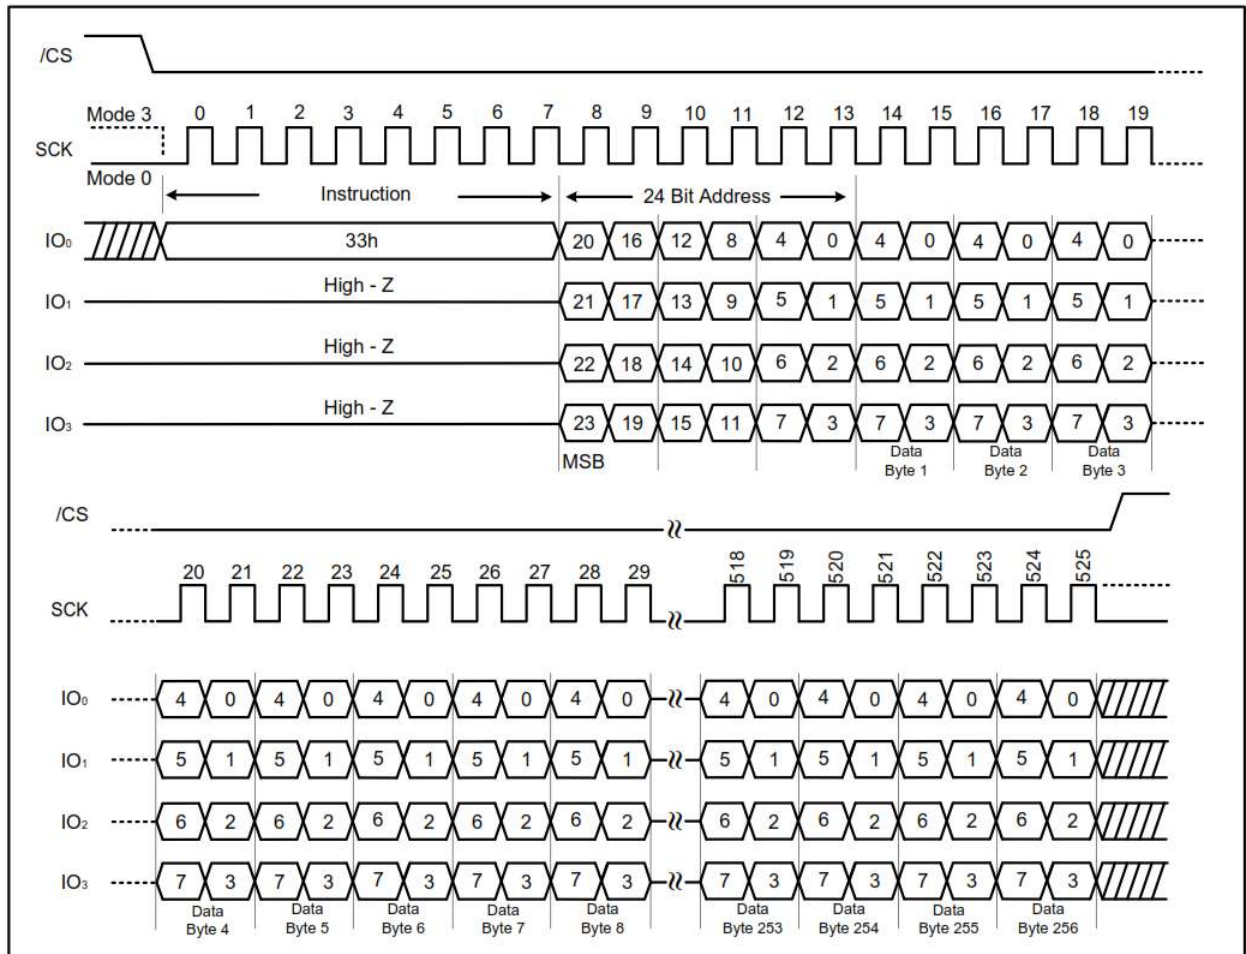 /CS
Mode 3 0 1 2 3 4 5 6 7 8 9 10 11 12 13 14 15 16 17 18 19
SCK
Mode 0
Instruction 24 Bit Address
IO₀ 33h 20 16 12 8 4 0 4 0 4 0 4 0
High - Z
IO₁ 21 17 13 9 5 1 5 1 5 1 5 1
High - Z
IO₂ 22 18 14 10 6 2 6 2 6 2 6 2
High - Z
IO₃ 23 19 15 11 7 3 7 3 7 3 7 3
MSB
Data Data Data
Byte 1 Byte 2 Byte 3
/CS
20 21 22 23 24 25 26 27 28 29 518 519 520 521 522 523 524 525
SCK
IO₀ 4 0 4 0 4 0 4 0 4 0 4 0 4 0 4 0 4 0
IO₁ 5 1 5 1 5 1 5 1 5 1 5 1 5 1 5 1 5 1
IO₂ 6 2 6 2 6 2 6 2 6 2 6 2 6 2 6 2 6 2
IO₃ 7 3 7 3 7 3 7 3 7 3 7 3 7 3 7 3 7 3
Data Data Data Data Data Data Data Data Data
Byte 4 Byte 5 Byte 6 Byte 7 Byte 8 Byte 253 Byte 254 Byte 255 Byte 256